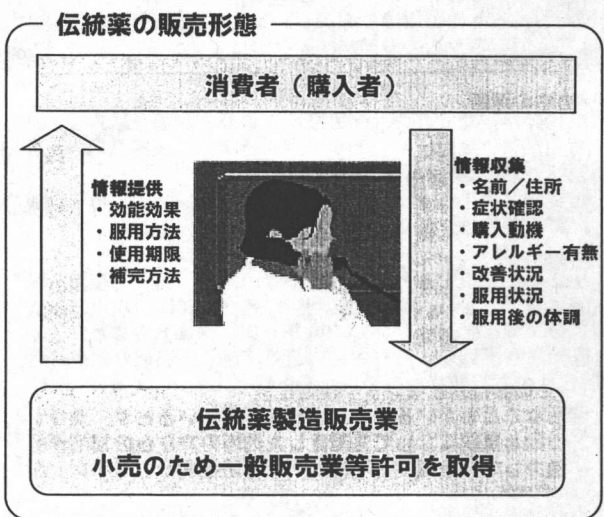 伝統薬の販売形態
消費者（購入者）
情報提供
・効能効果
・服用方法
・使用期限
・補完方法
情報収集
・名前／住所
・症状確認
・購入動機
・アレルギー有無
・改善状況
・服用状況
・服用後の体調
伝統薬製造販売業
小売のため一般販売業等許可を取得